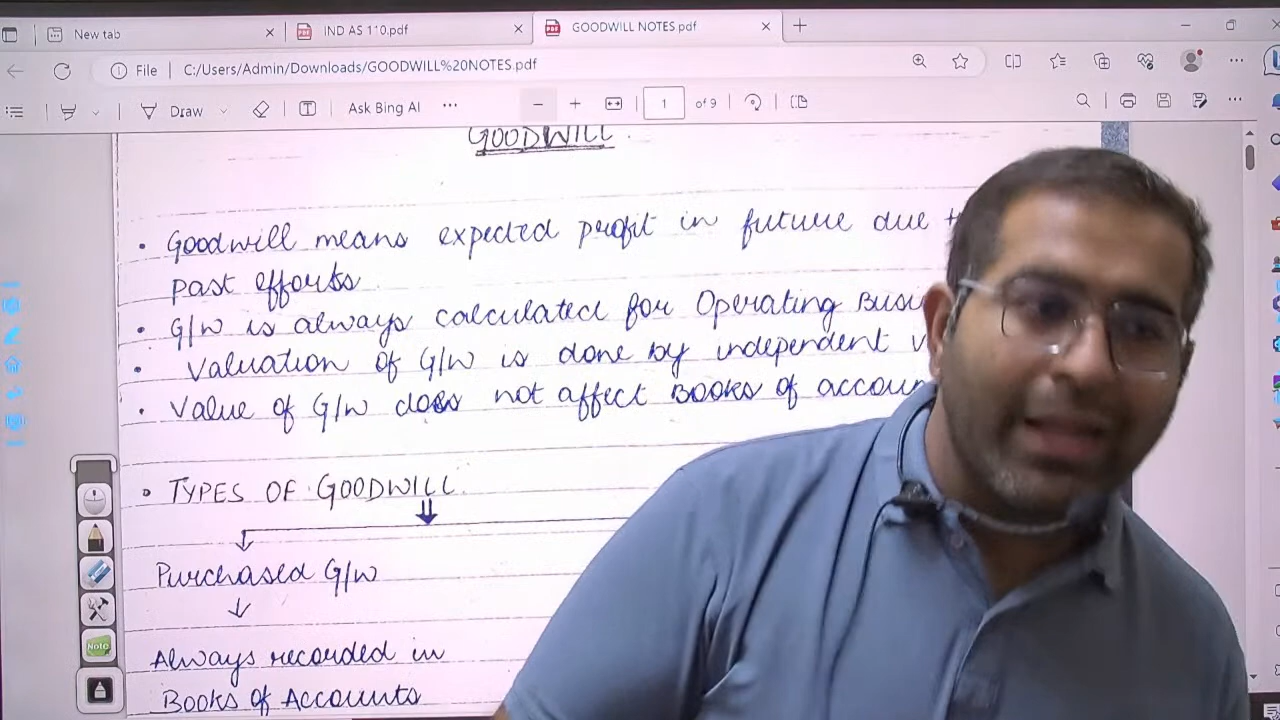 New tab
IND AS 110.pdf
GOODWILL NOTES.pdf
File
C:/Users/Admin/Downloads/GOODWILL%20NOTES.pdf
Draw
Ask Bing AI
1
of 9
GOODWILL
Goodwill means expected profit in future due
past efforts
G/W is always calculated for Operating
Valuation of G/W is done by independent
Value of G/W does not affect Books of
TYPES OF GOODWILL
Purchased G/W
Always recorded in
Books of Accounts
Note